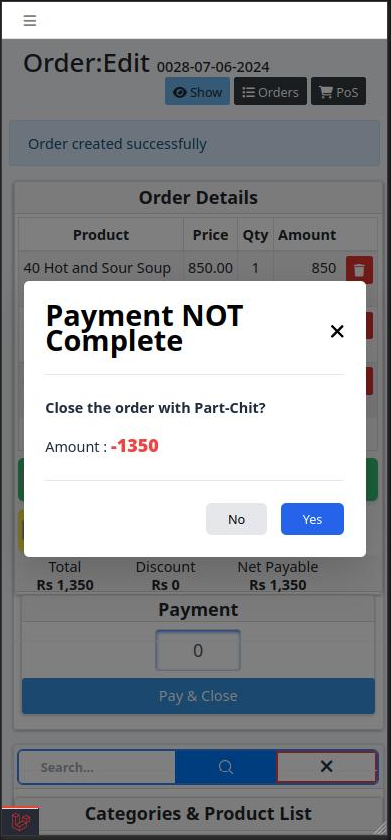 Order:Edit 0028-07-06-2024
Show Orders PoS
Order created successfully
Order Details
Product Price Qty Amount
40 Hot and Sour Soup 850.00 1 850
Payment NOT
Complete
Close the order with Part-Chit?
Amount : -1350
No Yes
Total Discount Net Payable
Rs 1,350 Rs 0 Rs 1,350
Payment
0
Pay & Close
Search...
Categories & Product List